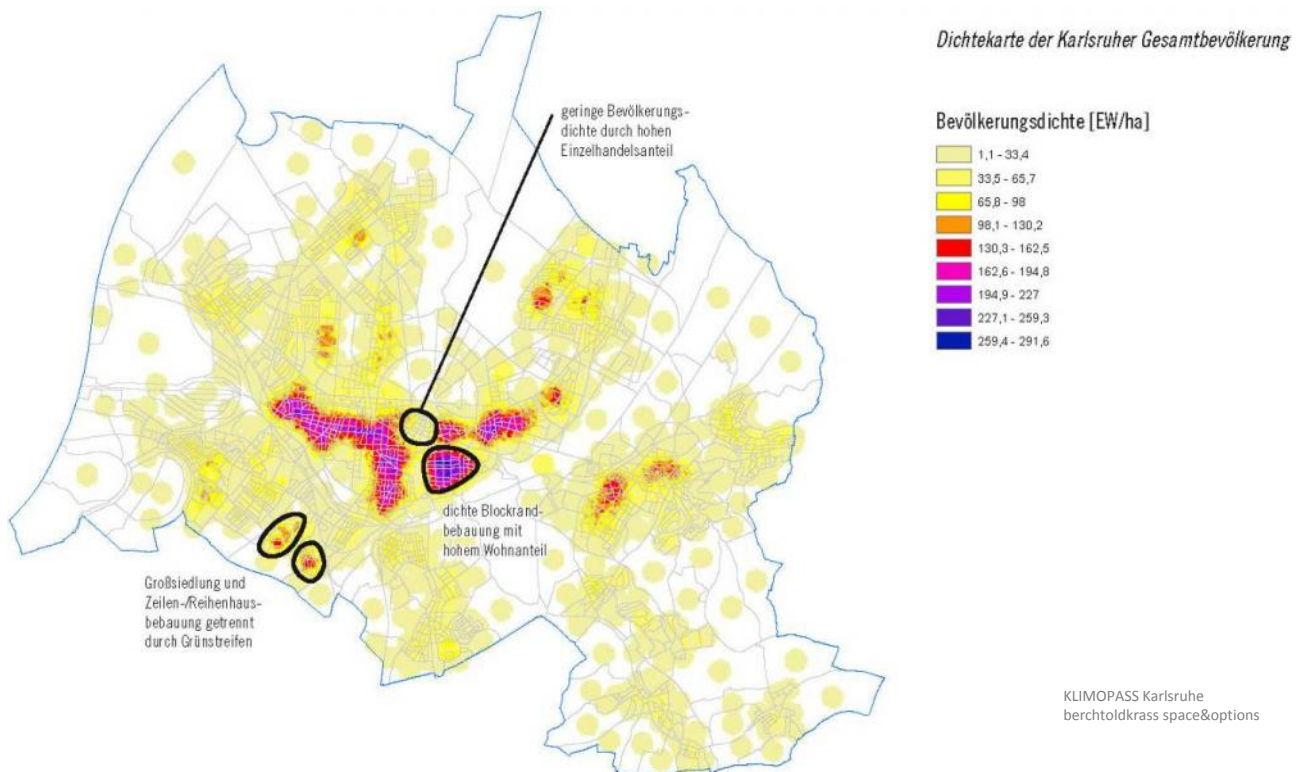 Dichtekarte der Karlsruher Gesamtbevölkerung
geringe Bevölkerungs-
dichte durch hohen
Einzelhandelsanteil
Bevölkerungsdichte [EW/ha]
1,1 - 33,4
33,5 - 65,7
65,8 - 98
98,1 - 130,2
130,3 - 162,5
162,6 - 194,8
194,9 - 227
227,1 - 259,3
259,4 - 291,6
dichte Blockrand-
bebauung mit
hohem Wohnanteil
Großsiedlung und
Zeilen-/Reihenhaus-
bebauung getrennt
durch Grünstreifen
KLIMOPASS Karlsruhe
berchtoldkrass space&options